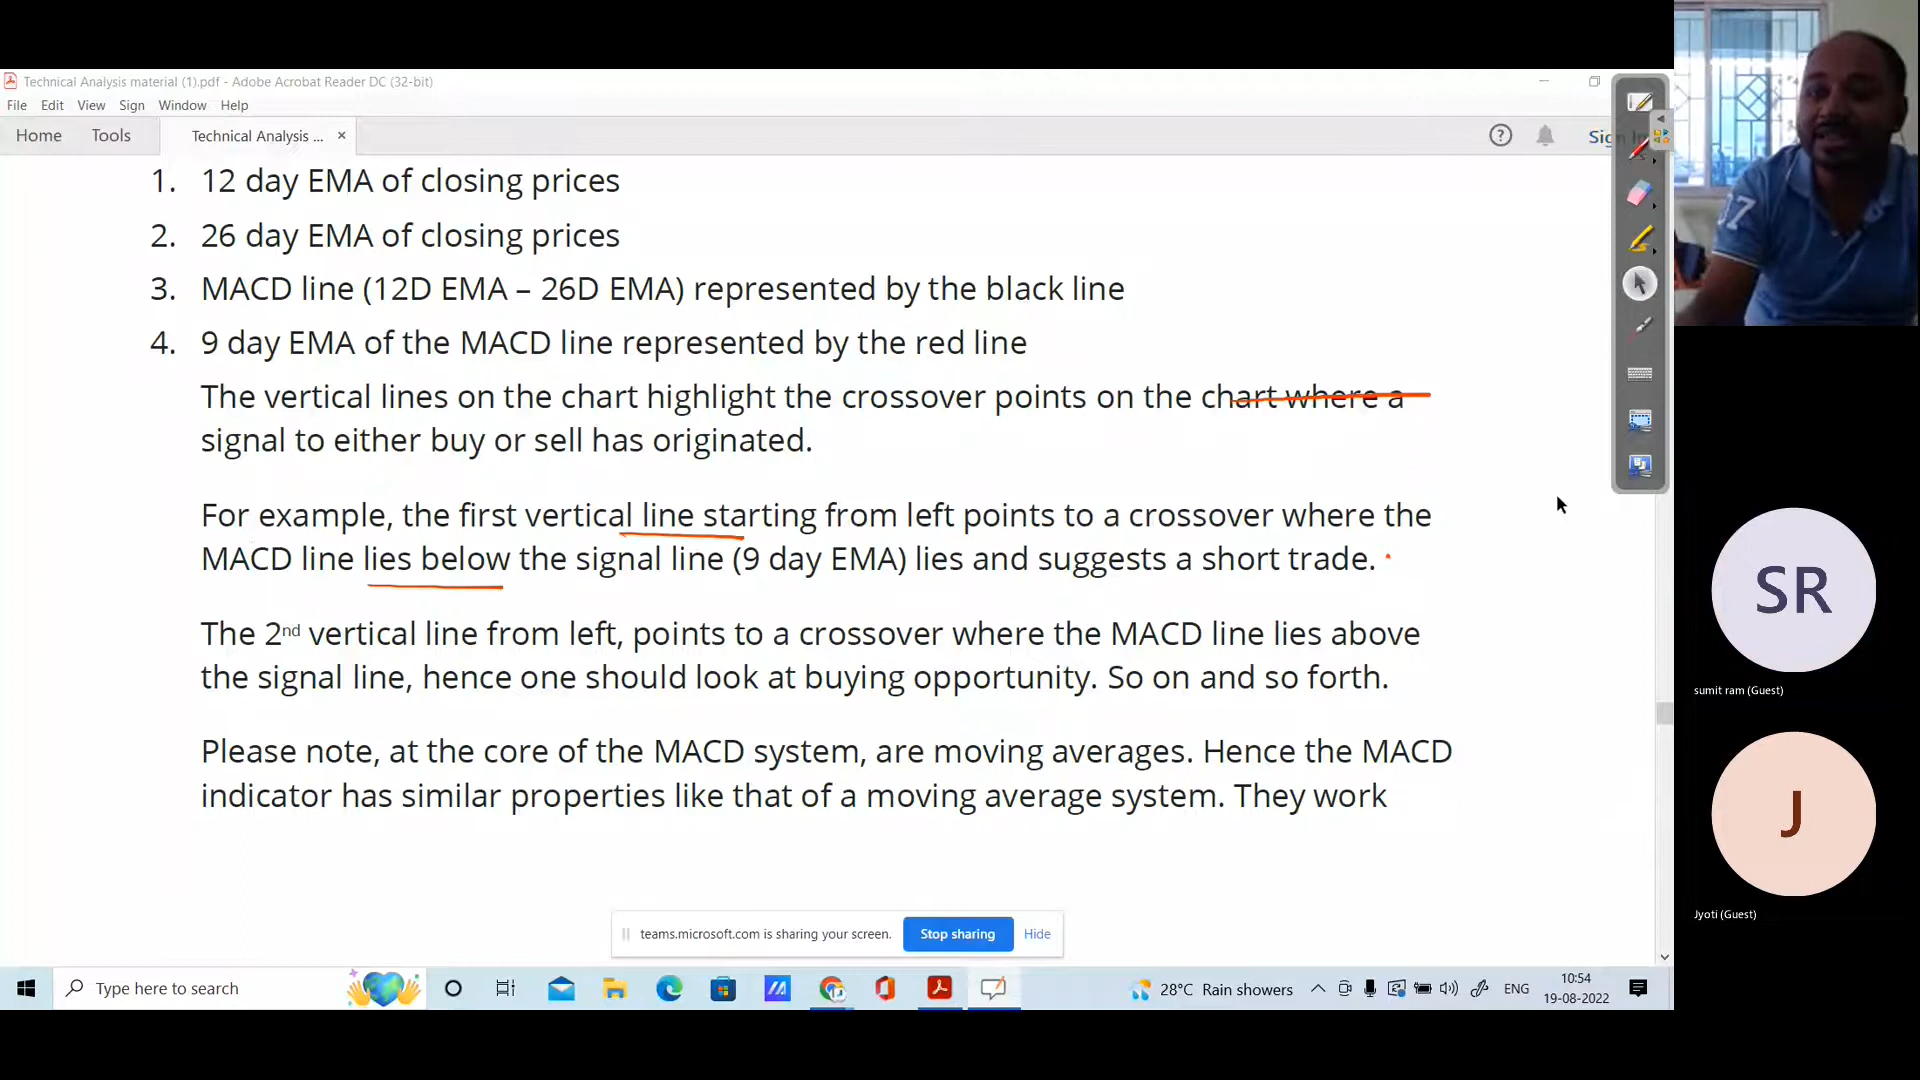 Technical Analysis material (1).pdf - Adobe Acrobat Reader DC (32-bit)
File Edit View Sign Window Help
Home Tools Technical Analysis ... ×
Sign In
1. 12 day EMA of closing prices
2. 26 day EMA of closing prices
3. MACD line (12D EMA – 26D EMA) represented by the black line
4. 9 day EMA of the MACD line represented by the red line
The vertical lines on the chart highlight the crossover points on the chart where a
signal to either buy or sell has originated.
For example, the first vertical line starting from left points to a crossover where the
MACD line lies below the signal line (9 day EMA) lies and suggests a short trade.
The 2nd vertical line from left, points to a crossover where the MACD line lies above
the signal line, hence one should look at buying opportunity. So on and so forth.
Please note, at the core of the MACD system, are moving averages. Hence the MACD
indicator has similar properties like that of a moving average system. They work
teams.microsoft.com is sharing your screen. Stop sharing Hide
Type here to search
28°C Rain showers
ENG
10:54
19-08-2022
SR
sumit ram (Guest)
J
Jyoti (Guest)